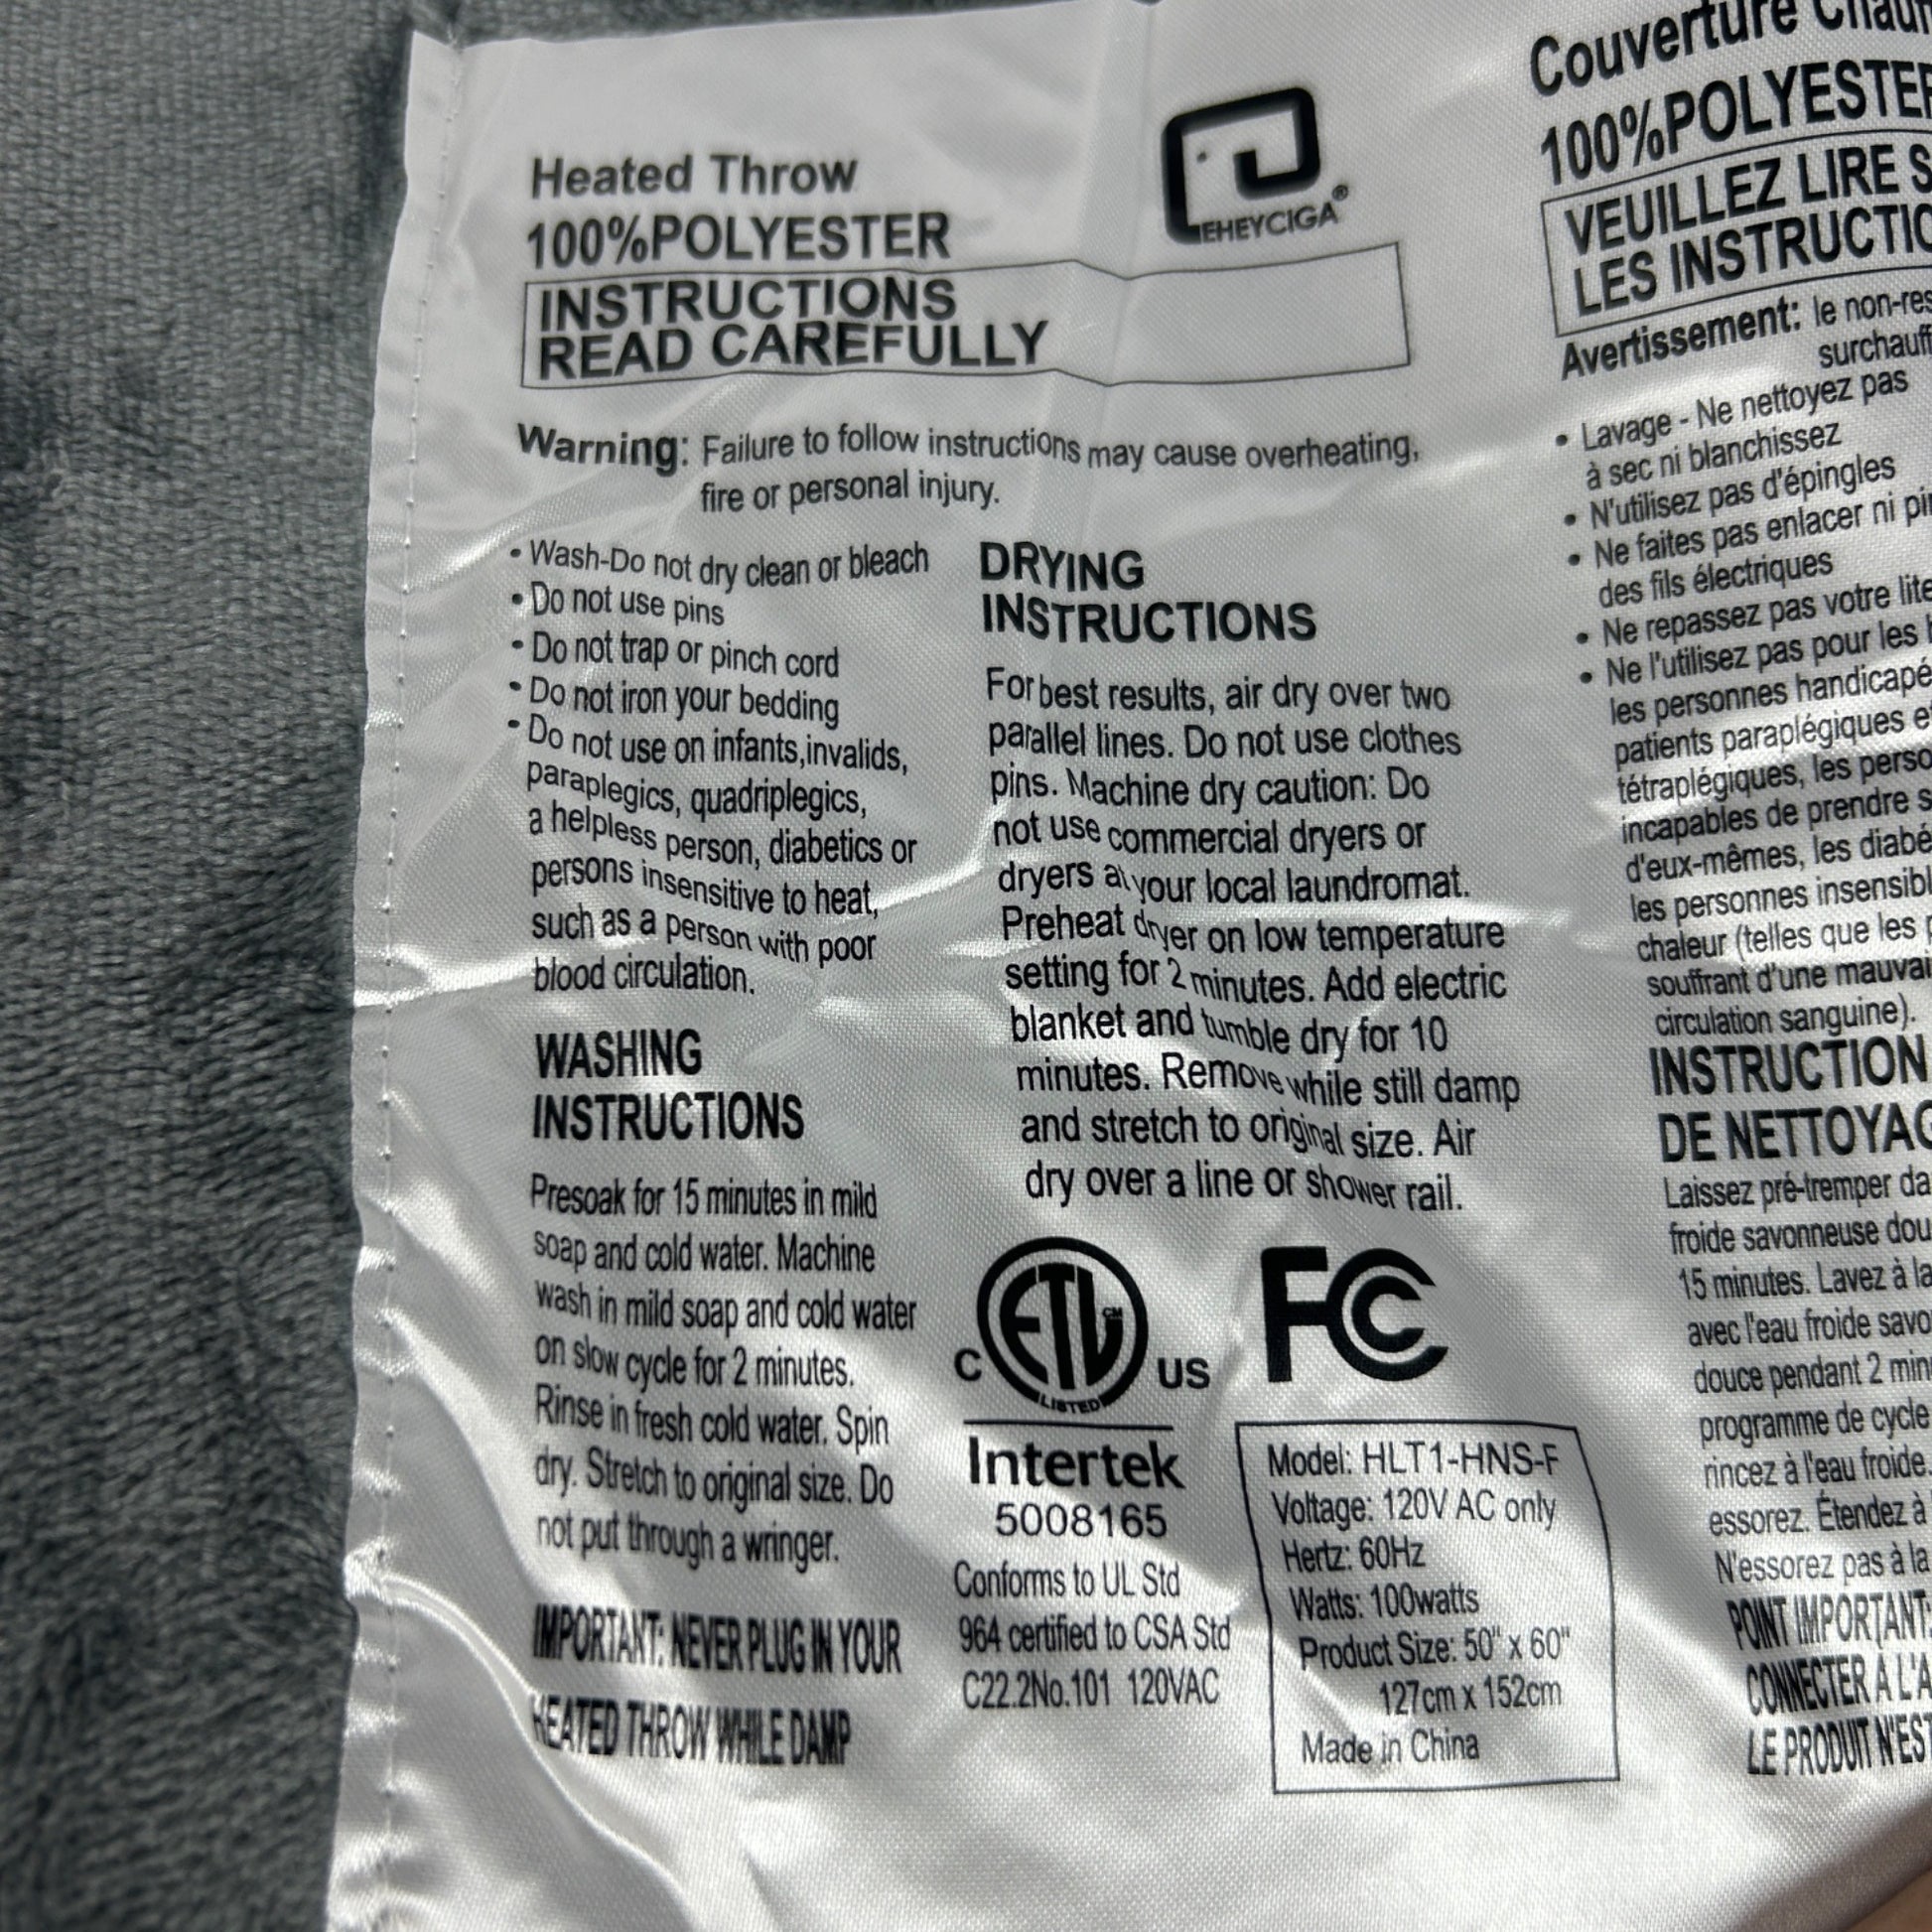 Heated Throw
100%POLYESTER
EHEYCIGA®
INSTRUCTIONS
READ CAREFULLY
Warning: Failure to follow instructions may cause overheating,
fire or personal injury.
• Wash-Do not dry clean or bleach
• Do not use pins
• Do not trap or pinch cord
• Do not iron your bedding
• Do not use on infants,invalids,
paraplegics, quadriplegics,
a helpless person, diabetics or
persons insensitive to heat,
such as a person with poor
blood circulation.
WASHING
INSTRUCTIONS
Presoak for 15 minutes in mild
soap and cold water. Machine
wash in mild soap and cold water
on slow cycle for 2 minutes.
Rinse in fresh cold water. Spin
dry. Stretch to original size. Do
not put through a wringer.
IMPORTANT: NEVER PLUG IN YOUR
HEATED THROW WHILE DAMP
DRYING
INSTRUCTIONS
For best results, air dry over two
parallel lines. Do not use clothes
pins. Machine dry caution: Do
not use commercial dryers or
dryers at your local laundromat.
Preheat dryer on low temperature
setting for 2 minutes. Add electric
blanket and tumble dry for 10
minutes. Remove while still damp
and stretch to original size. Air
dry over a line or shower rail.
C ETL CM US
LISTED
Intertek
5008165
Conforms to UL Std
964 certified to CSA Std
C22.2No.101 120VAC
FC
Model: HLT1-HNS-F
Voltage: 120V AC only
Hertz: 60Hz
Watts: 100watts
Product Size: 50" x 60"
127cm x 152cm
Made in China
Couverture
100%POLYESTER
VEUILLEZ LIRE
LES
Avertissement: le
• Lavage - Ne nettoyez pas
à sec ni blanchissez
• N'utilisez pas d'épingles
• Ne faites pas enlacer ni
des fils électriques
• Ne repassez pas votre
• Ne l'utilisez pas pour les
les personnes
patients paraplégiques
tétraplégiques, les
incapables de prendre
d'eux-mêmes, les
les personnes
chaleur (telles que les
souffrant d'une
circulation sanguine).
INSTRUCTION
DE
Laissez pré-tremper
froide savonneuse
15 minutes. Lavez à la
avec l'eau froide
douce pendant 2
programme de cycle
rincez à l'eau froide.
essorez. Étendez à
N'essorez pas à la
POINT IMPORTANT:
CONNECTER A
LE PRODUIT